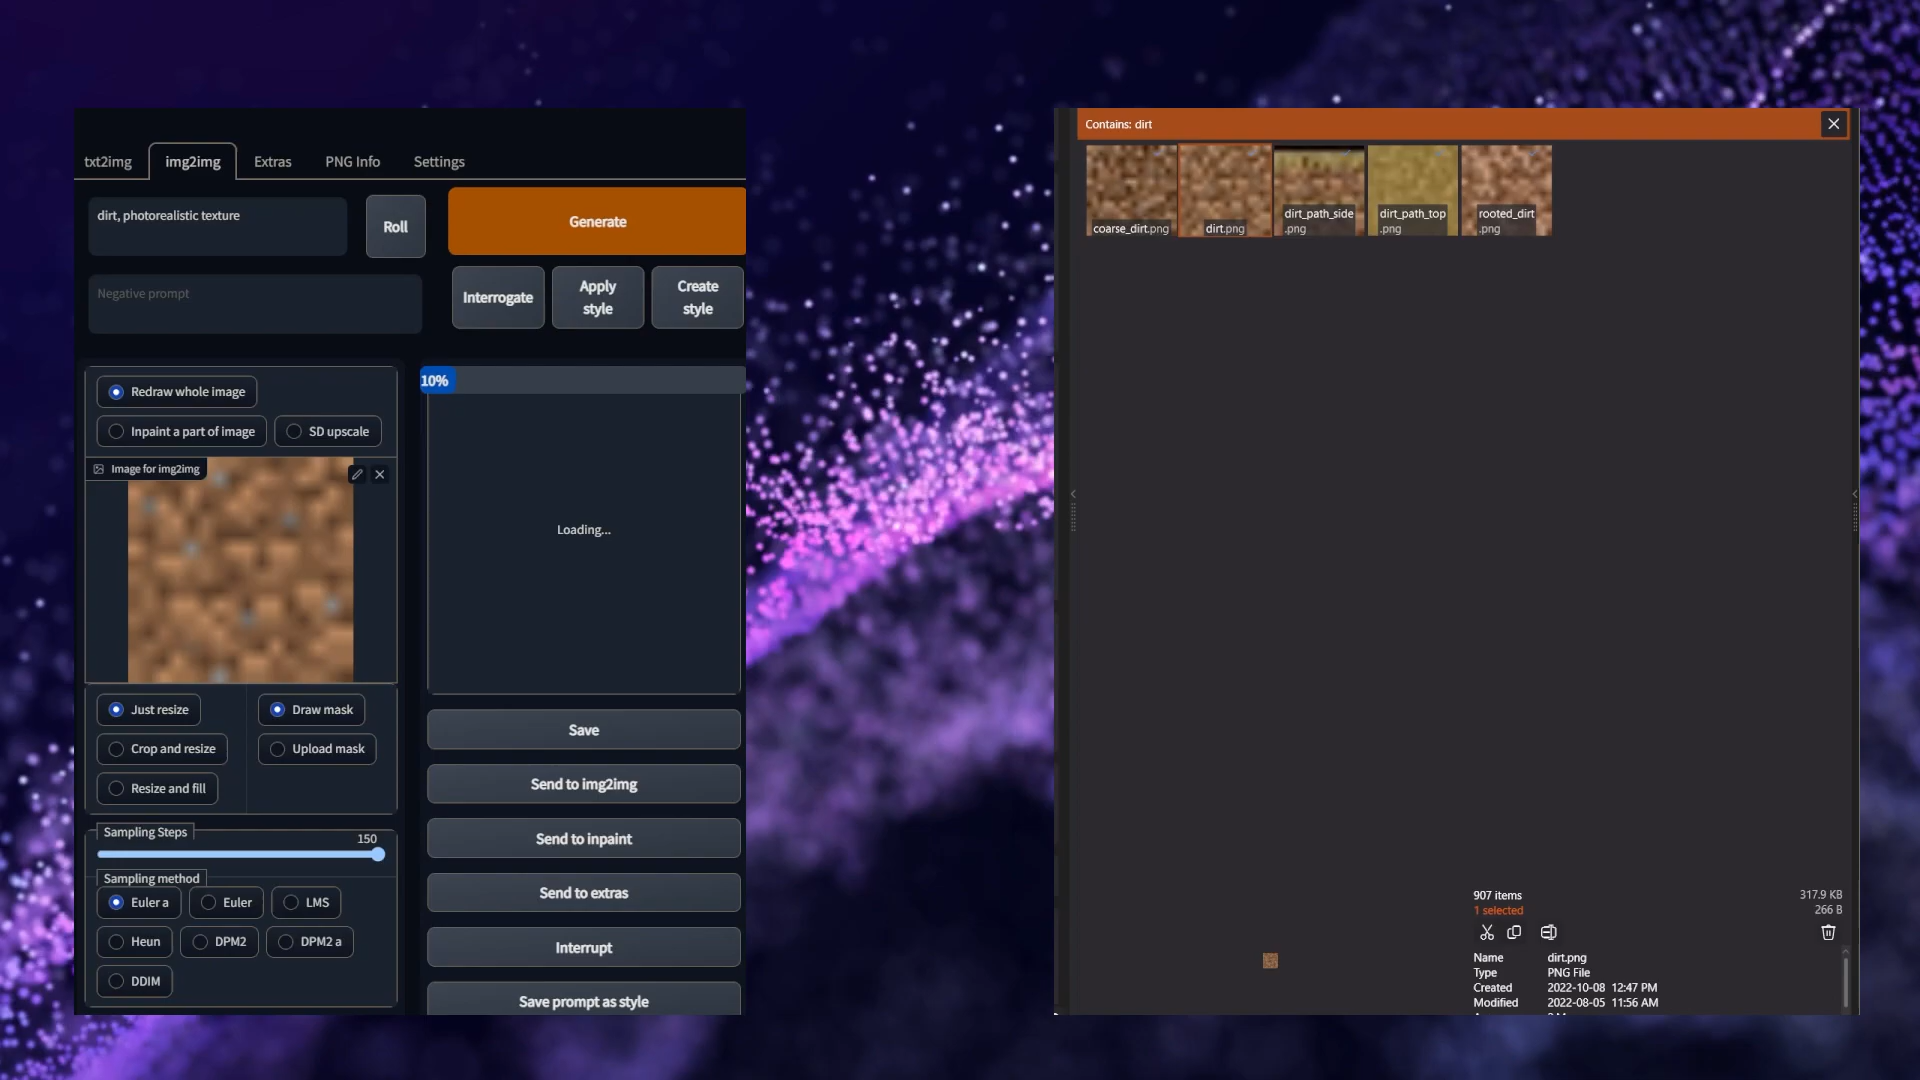 txt2img
img2img
Extras
PNG Info
Settings
dirt, photorealistic texture
Roll
Generate
Negative prompt
Interrogate
Apply
style
Create
style
Redraw whole image
Inpaint a part of image
SD upscale
Image for img2img
10%
Loading...
Just resize
Draw mask
Crop and resize
Upload mask
Resize and fill
Sampling Steps
150
Sampling method
Euler a
Euler
LMS
Heun
DPM2
DPM2 a
DDIM
Save
Send to img2img
Send to inpaint
Send to extras
Interrupt
Save prompt as style
Contains: dirt
coarse_dirt.png
dirt.png
dirt_path_side
.png
dirt_path_top
.png
rooted_dirt
.png
907 items
317.9 KB
1 selected
266 B
Name dirt.png
Type PNG File
Created 2022-10-08 12:47 PM
Modified 2022-08-05 11:56 AM